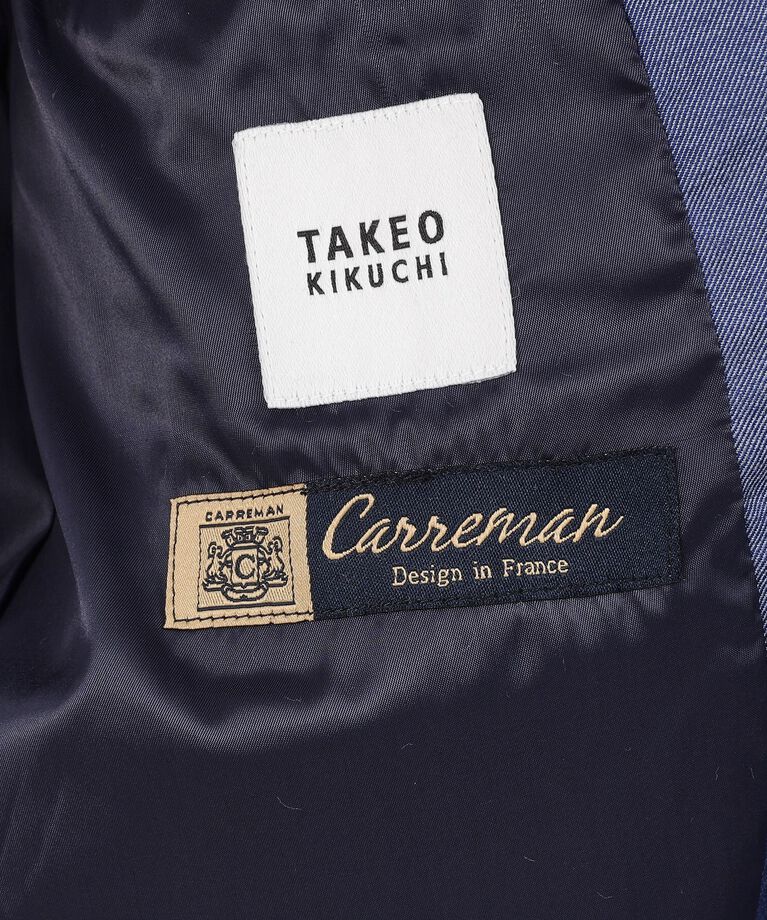 TAKEO
KIKUCHI
CARREMAN
C
Carreman
Design in France